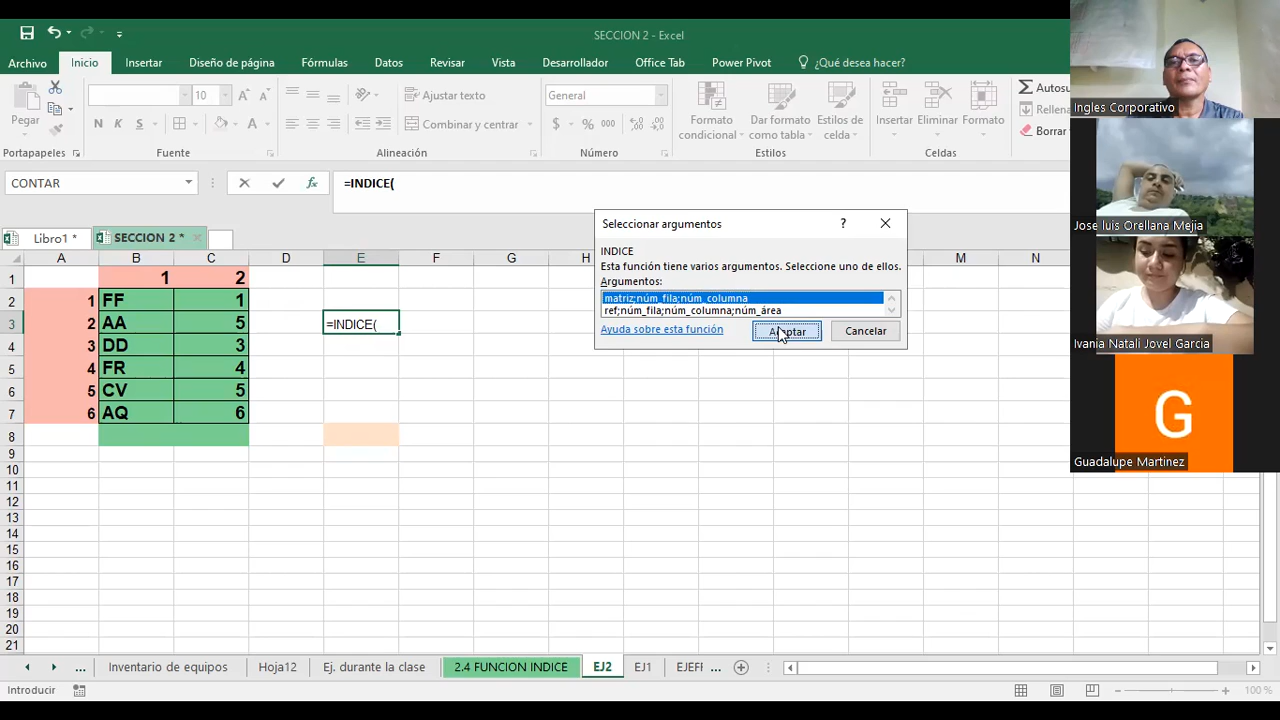 SECCION 2 - Excel
Archivo Inicio Insertar Diseño de página Fórmulas Datos Revisar Vista Desarrollador Office Tab Power Pivot ¿Qué desea hacer?
Pegar
10
N K S
Ajustar texto
Combinar y centrar
General
$ % 000
Formato condicional
Dar formato como tabla
Estilos de celda
Insertar Eliminar Formato
Autosu
Rellena
Borrar
Portapapeles Fuente Alineación Número Estilos Celdas
CONTAR fx =INDICE(
Libro1 * SECCION 2 *
A B C D E F G H M N
1 1 2
2 1 FF 1
3 2 AA 5 =INDICE(
4 3 DD 3
5 4 FR 4
6 5 CV 5
7 6 AQ 6
8
9
10
11
12
13
14
15
16
17
18
19
20
21
Seleccionar argumentos ?
INDICE
Esta función tiene varios argumentos. Seleccione uno de ellos.
Argumentos:
matriz;núm_fila;núm_columna
ref;núm_fila;núm_columna;núm_área
Ayuda sobre esta función Aceptar Cancelar
... Inventario de equipos Hoja12 Ej. durante la clase 2.4 FUNCION INDICE EJ2 EJ1 EJEFI ...
Introducir 100 %
Ingles Corporativo
Jose luis Orellana Mejia
Ivania Natali Jovel Garcia
G
Guadalupe Martinez